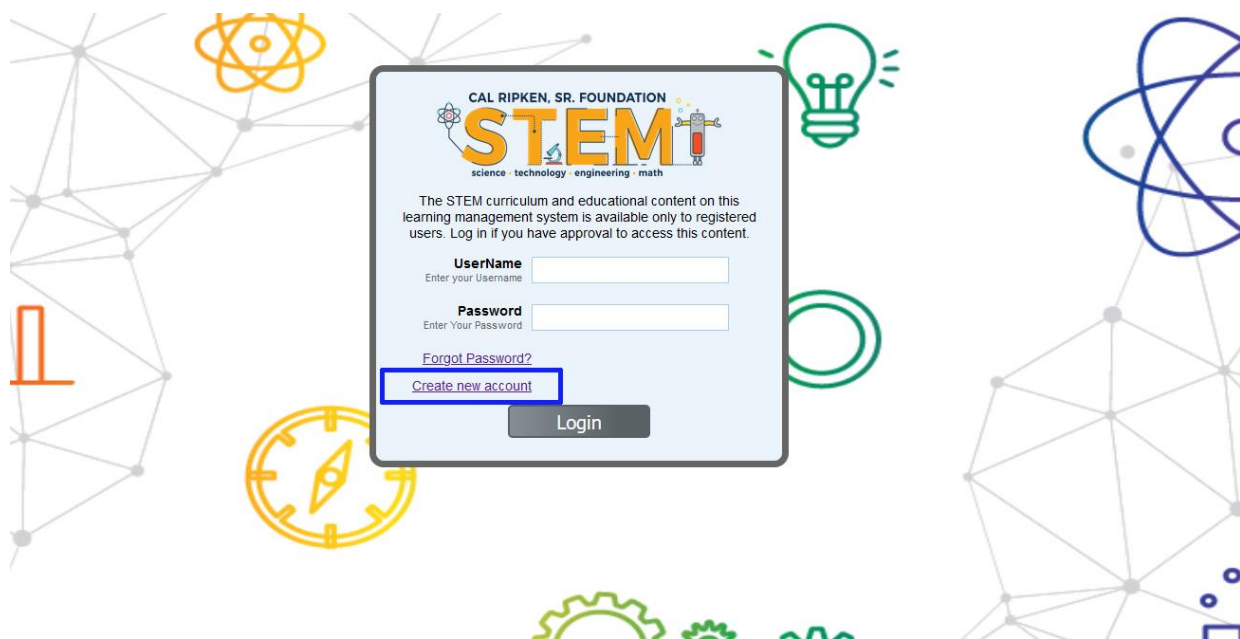 CAL RIPKEN, SR. FOUNDATION
STEM
science · technology · engineering · math
The STEM curriculum and educational content on this
learning management system is available only to registered
users. Log in if you have approval to access this content.
UserName
Enter your Username
Password
Enter Your Password
Forgot Password?
Create new account
Login